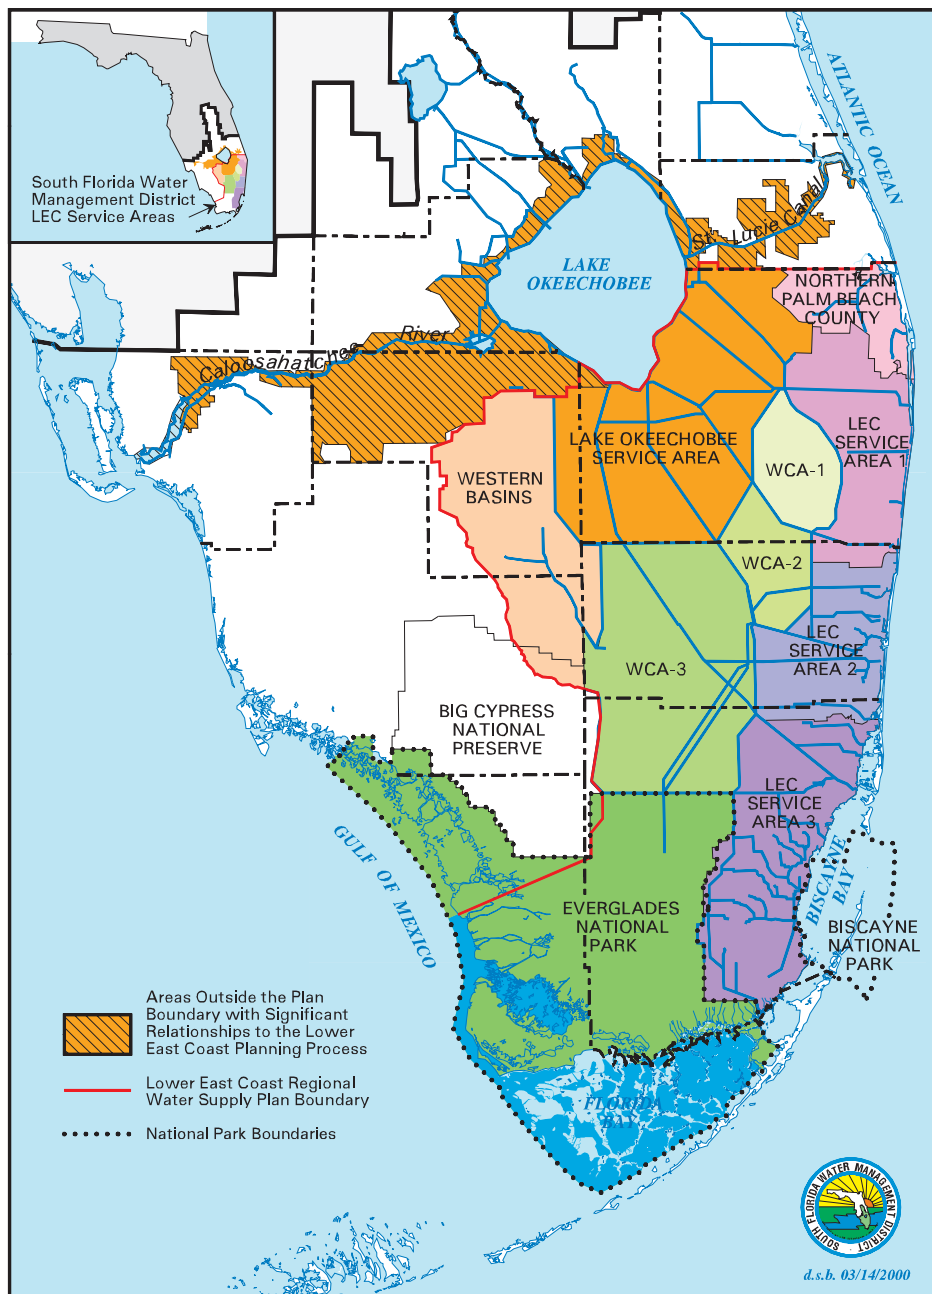 South Florida Water
Management District
LEC Service Areas
ATLANTIC OCEAN
St. Lucie Canal
LAKE
OKEECHOBEE
NORTHERN
PALM BEACH
COUNTY
Caloosahatchee River
LAKE OKEECHOBEE
SERVICE AREA
LEC
SERVICE
AREA 1
WCA-1
WESTERN
BASINS
WCA-2
LEC
SERVICE
AREA 2
WCA-3
BIG CYPRESS
NATIONAL
PRESERVE
LEC
SERVICE
AREA 3
GULF OF MEXICO
BISCAYNE
BAY
EVERGLADES
NATIONAL
PARK
BISCAYNE
NATIONAL
PARK
Areas Outside the Plan
Boundary with Significant
Relationships to the Lower
East Coast Planning Process
Lower East Coast Regional
Water Supply Plan Boundary
National Park Boundaries
FLORIDA
BAY
SOUTH FLORIDA WATER MANAGEMENT DISTRICT
d.s.b. 03/14/2000